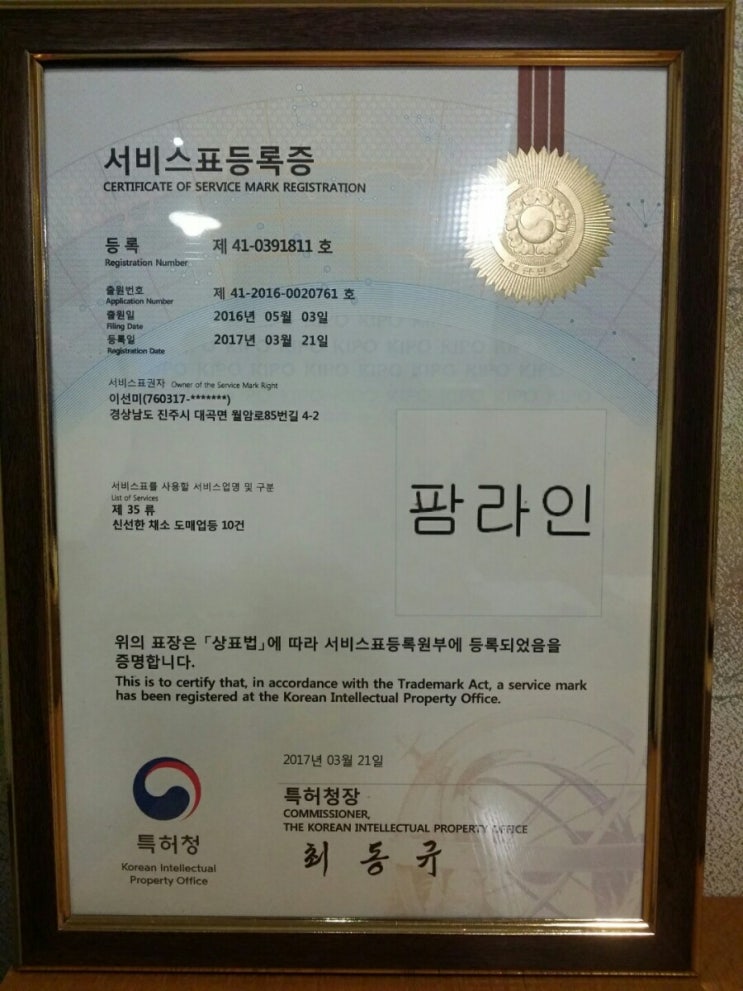 서비스표등록증
CERTIFICATE OF SERVICE MARK REGISTRATION
등록 제 41-0391811 호
Registration Number
출원번호 제 41-2016-0020761 호
Application Number
출원일 2016년 05월 03일
Filing Date
등록일 2017년 03월 21일
Registration Date
서비스표권자 Owner of the Service Mark Right
이선미(760317-*******)
경상남도 진주시 대곡면 월암로85번길 4-2
서비스표를 사용할 서비스업명 및 구분
List of Services
제 35 류
신선한 채소 도매업등 10건
팜라인
위의 표장은 「상표법」에 따라 서비스표등록원부에 등록되었음을
증명합니다.
This is to certify that, in accordance with the Trademark Act, a service mark
has been registered at the Korean Intellectual Property Office.
2017년 03월 21일
특허청장
COMMISSIONER,
THE KOREAN INTELLECTUAL PROPERTY OFFICE
최동규
특허청
Korean Intellectual
Property Office